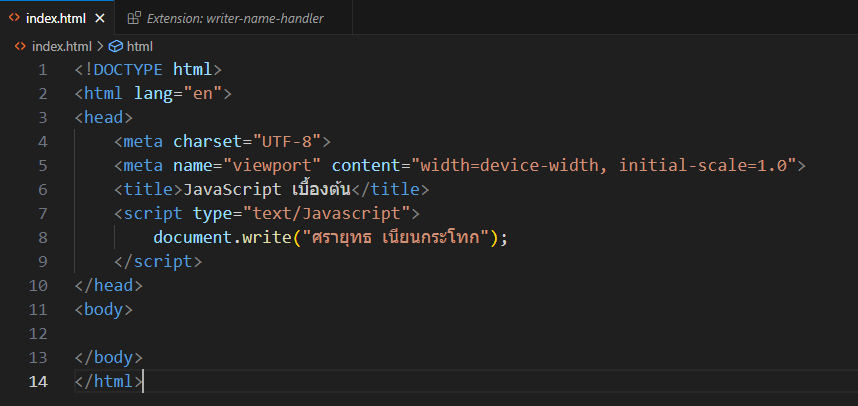 index.html
Extension: writer-name-handler
index.html > html
1 <!DOCTYPE html>
2 <html lang="en">
3 <head>
4     <meta charset="UTF-8">
5     <meta name="viewport" content="width=device-width, initial-scale=1.0">
6     <title>JavaScript เบื้องต้น</title>
7     <script type="text/Javascript">
8         document.write("ศรายุทธ เนียนกระโทก");
9     </script>
10 </head>
11 <body>
12
13 </body>
14 </html>